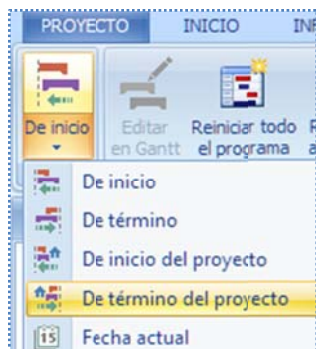 PROYECTO INICIO
De inicio
Editar en Gantt
Reiniciar todo el programa
De inicio
De término
De inicio del proyecto
De término del proyecto
15 Fecha actual